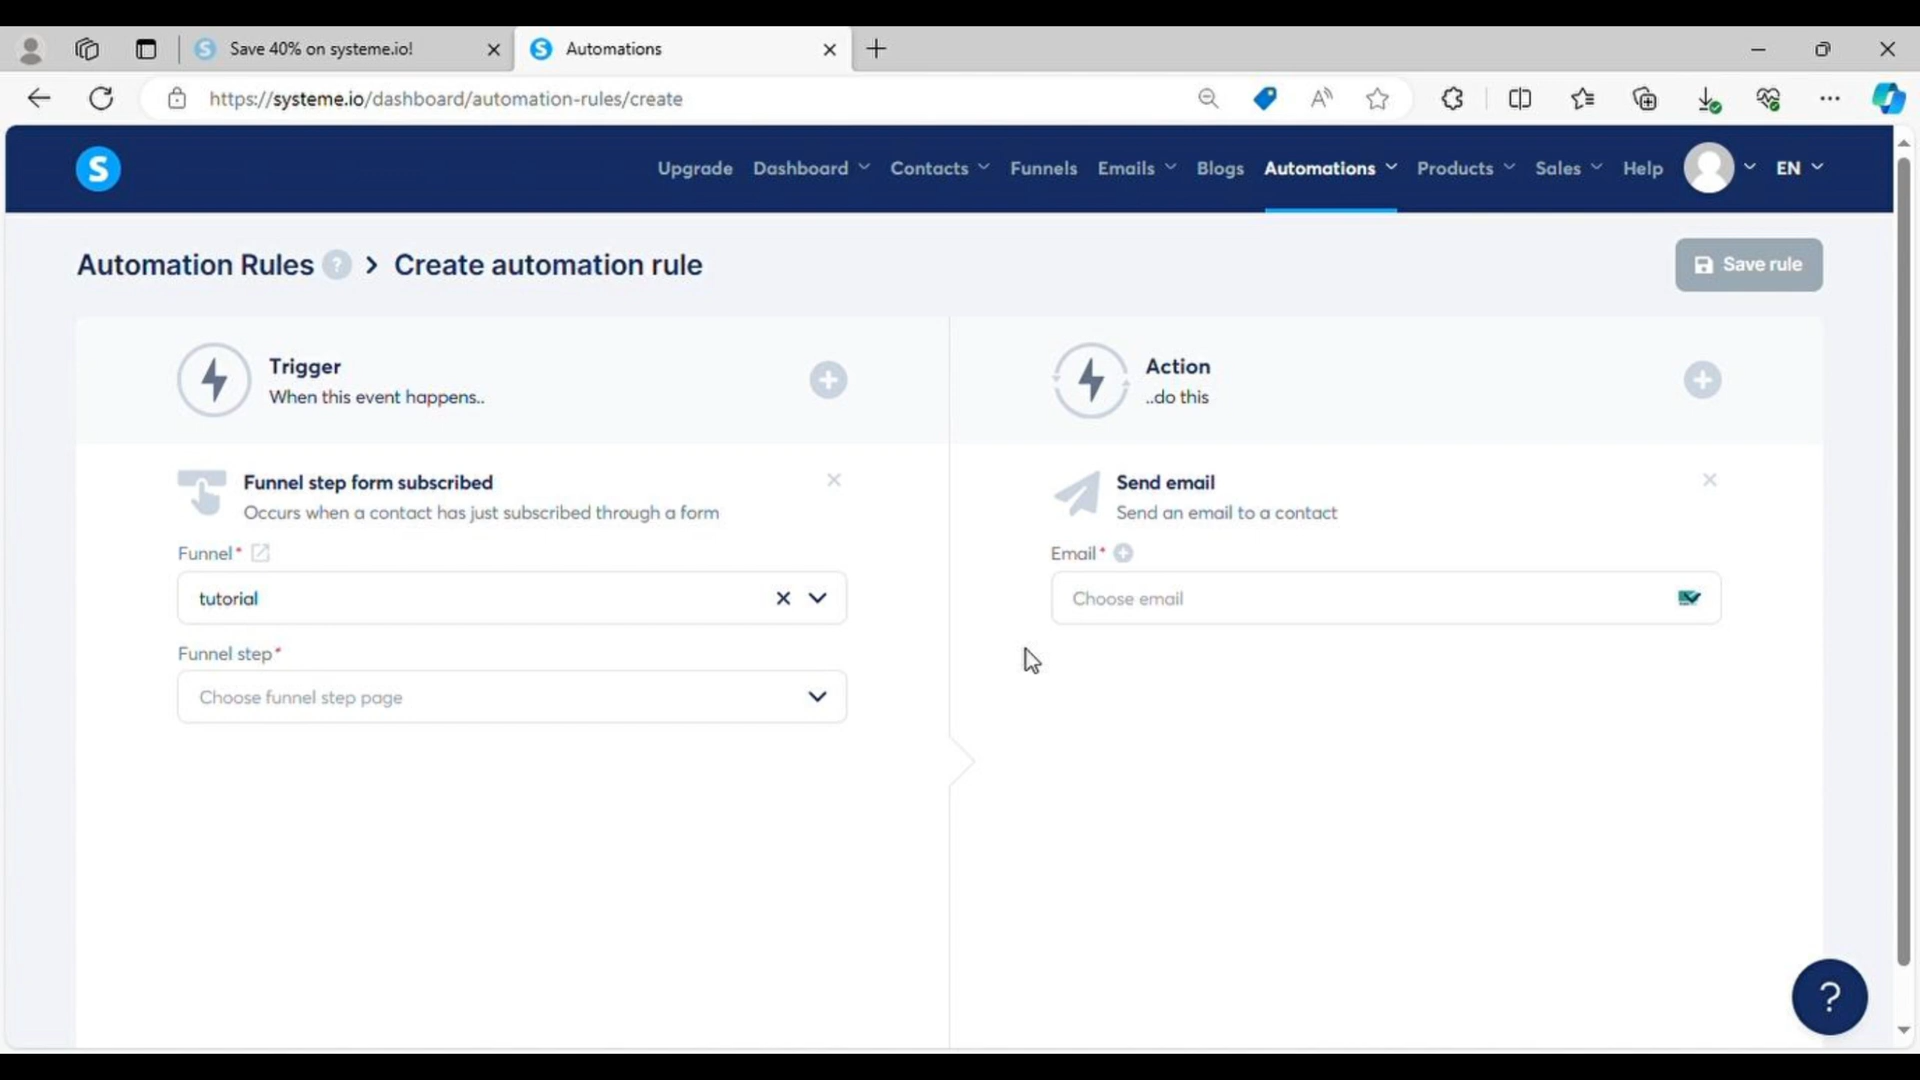 Save 40% on systeme.io!
Automations
https://systeme.io/dashboard/automation-rules/create
S
Upgrade Dashboard Contacts Funnels Emails Blogs Automations Products Sales Help EN
Automation Rules ? > Create automation rule
Save rule
Trigger
When this event happens..
Action
..do this
Funnel step form subscribed
Occurs when a contact has just subscribed through a form
Send email
Send an email to a contact
Funnel*
Email*
tutorial
Choose email
Funnel step*
Choose funnel step page
?